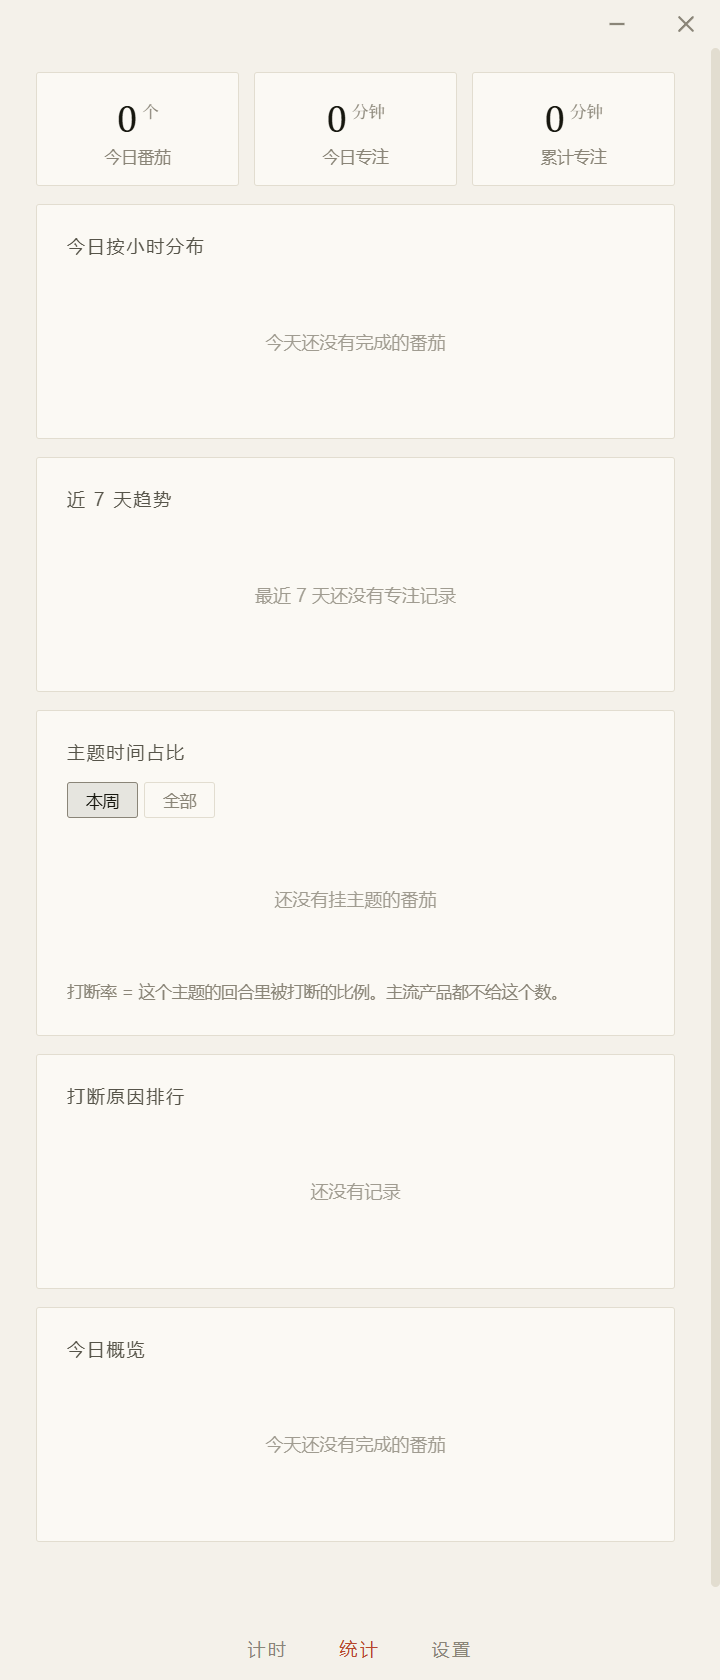 0 个
今日番茄
0 分钟
今日专注
0 分钟
累计专注
今日按小时分布
今天还没有完成的番茄
近 7 天趋势
最近 7 天还没有专注记录
主题时间占比
本周 全部
还没有挂主题的番茄
打断率 = 这个主题的回合里被打断的比例。主流产品都不给这个数。
打断原因排行
还没有记录
今日概览
今天还没有完成的番茄
计时 统计 设置